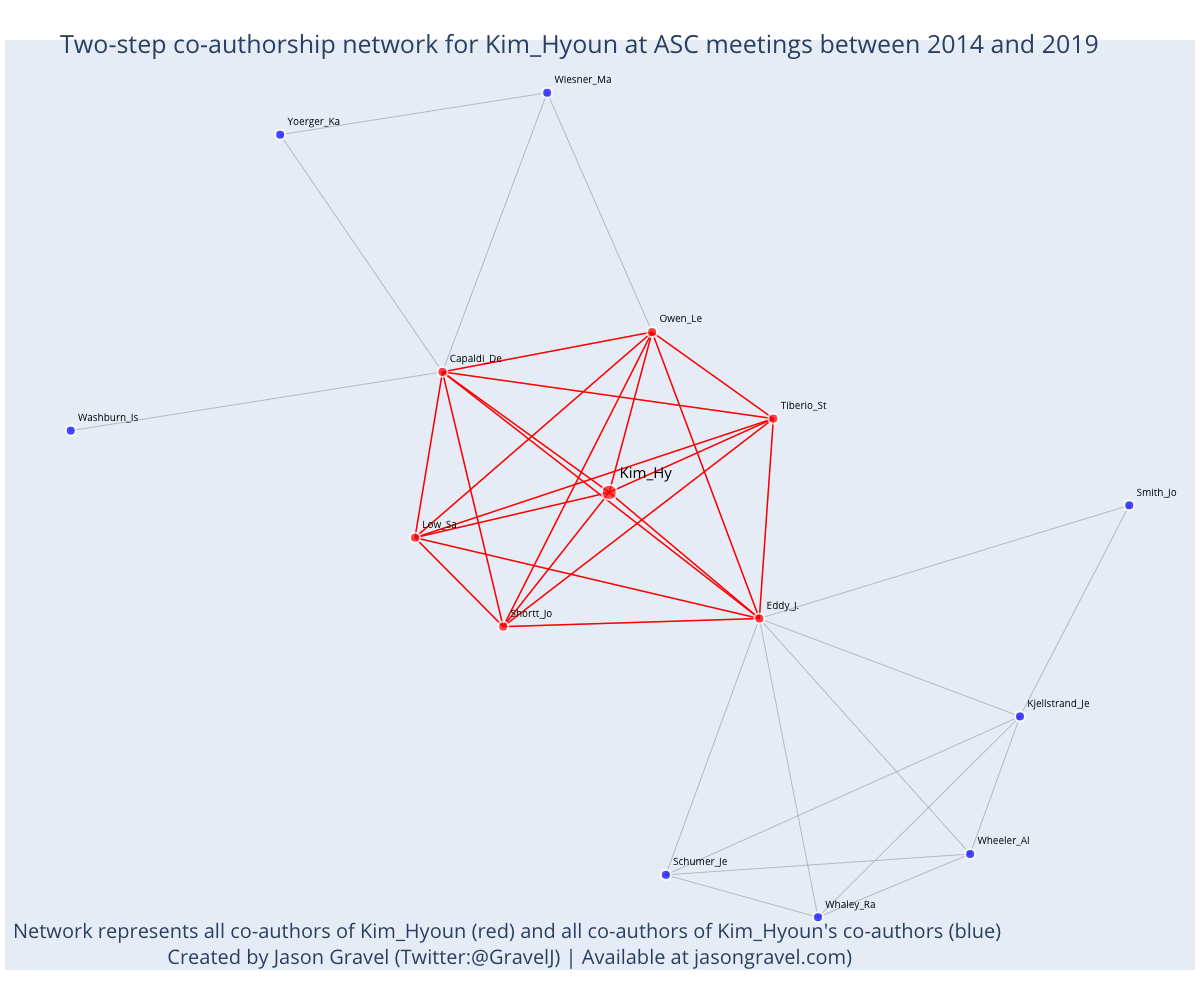 Two-step co-authorship network for Kim_Hyoun at ASC meetings between 2014 and 2019
Wiesner_Ma
Yoerger_Ka
Owen_Le
Capaldi_De
Tiberio_St
Washburn_Is
Kim_Hy
Smith_Jo
Low_Sa
Eddy_J.
Shortt_Jo
Kjellstrand_Je
Wheeler_Al
Schumer_Je
Whaley_Ra
Network represents all co-authors of Kim_Hyoun (red) and all co-authors of Kim_Hyoun's co-authors (blue)
Created by Jason Gravel (Twitter:@GravelJ) | Available at jasongravel.com)